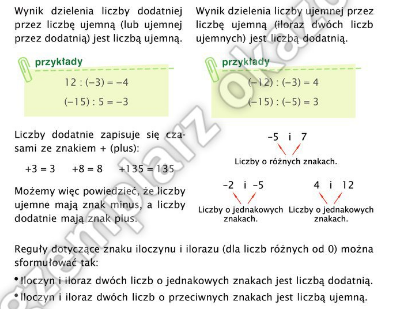 Wynik dzielenia liczby dodatniej
przez liczbę ujemną (lub ujemnej
przez dodatnią) jest liczbą ujemną.
przykłady
12 : (–3) = –4
(–15) : 5 = –3
Liczby dodatnie zapisuje się cza-
sami ze znakiem + (plus):
+3 = 3 +8 = 8 +135 = 135
Możemy więc powiedzieć, że liczby
ujemne mają znak minus, a liczby
dodatnie mają znak plus.
Wynik dzielenia liczby ujemnej przez
liczbę ujemną (iloraz dwóch liczb
ujemnych) jest liczbą dodatnią.
przykłady
(–12) : (–3) = 4
(–15) : (–5) = 3
–5 i 7
Liczby o różnych znakach.
–2 i –5 4 i 12
Liczby o jednakowych Liczby o jednakowych
znakach. znakach.
Reguły dotyczące znaku iloczynu i ilorazu (dla liczb różnych od 0) można
sformułować tak:
• Iloczyn i iloraz dwóch liczb o jednakowych znakach jest liczbą dodatnią.
• Iloczyn i iloraz dwóch liczb o przeciwnych znakach jest liczbą ujemną.